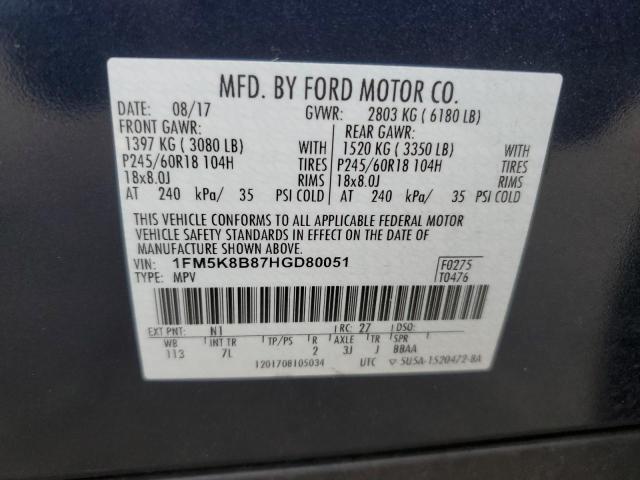 MFD. BY FORD MOTOR CO.
DATE: 08/17 GVWR: 2803 KG ( 6180 LB)
FRONT GAWR: REAR GAWR:
1397 KG ( 3080 LB) WITH 1520 KG ( 3350 LB) WITH
P245/60R18 104H TIRES P245/60R18 104H TIRES
18x8.0J RIMS 18x8.0J RIMS
AT 240 kPa/ 35 PSI COLD AT 240 kPa/ 35 PSI COLD
THIS VEHICLE CONFORMS TO ALL APPLICABLE FEDERAL MOTOR
VEHICLE SAFETY STANDARDS IN EFFECT ON THE DATE OF
MANUFACTURE SHOWN ABOVE.
VIN: 1FM5K8B87HGD80051 F0275
TYPE: MPV T0476
EXT PNT: N1 RC: 27 DSO:
WB INT TR TP/PS R AXLE TR SPR
113 7L 2 3J J BBAA
1201708105034 UTC ▽ 5U5A-1520472-BA